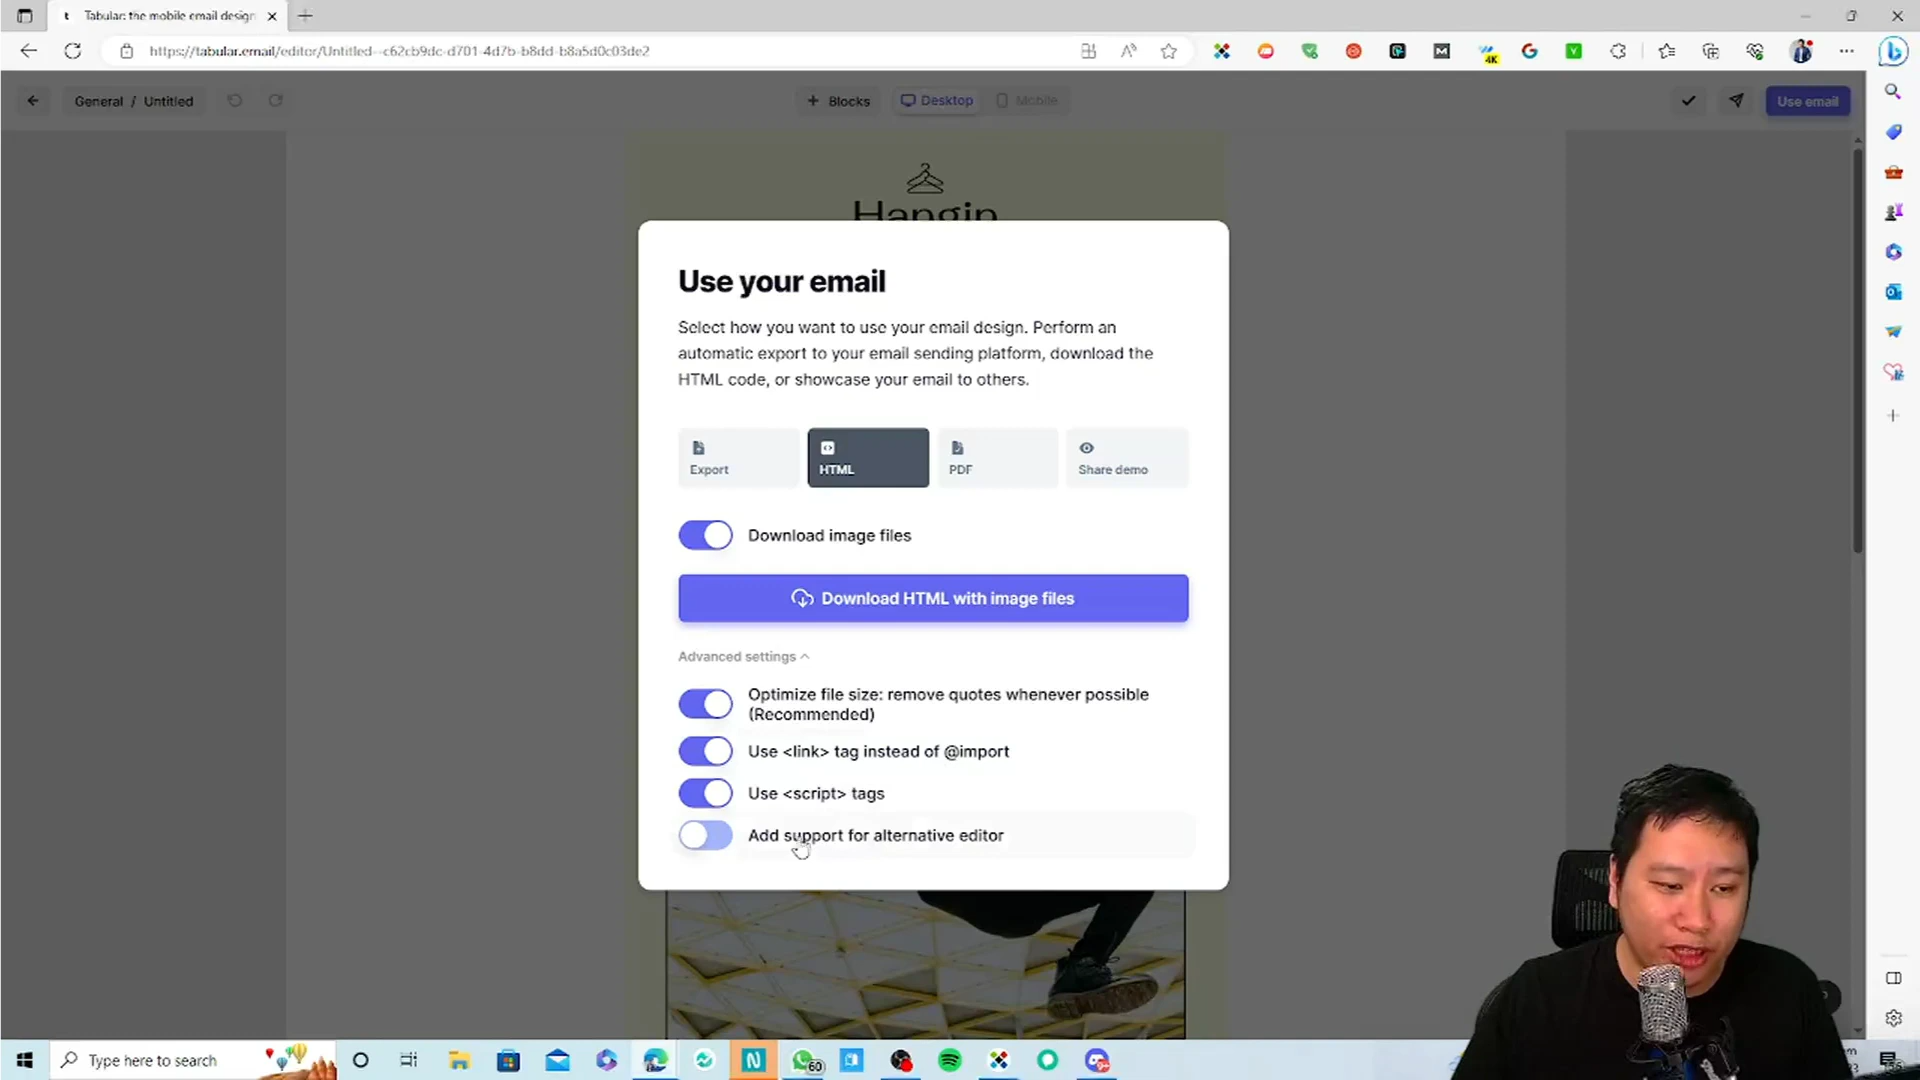 Tabular: the mobile email design
https://tabular.email/editor/Untitled--c62cb9dc-d701-4d7b-b8dd-b8a5d0c03de2
4K
General / Untitled
Blocks
Desktop
Mobile
Use email
Hangin
Use your email
Select how you want to use your email design. Perform an
automatic export to your email sending platform, download the
HTML code, or showcase your email to others.
Export
HTML
PDF
Share demo
Download image files
Download HTML with image files
Advanced settings
Optimize file size: remove quotes whenever possible
(Recommended)
Use <link> tag instead of @import
Use <script> tags
Add support for alternative editor
Type here to search
60